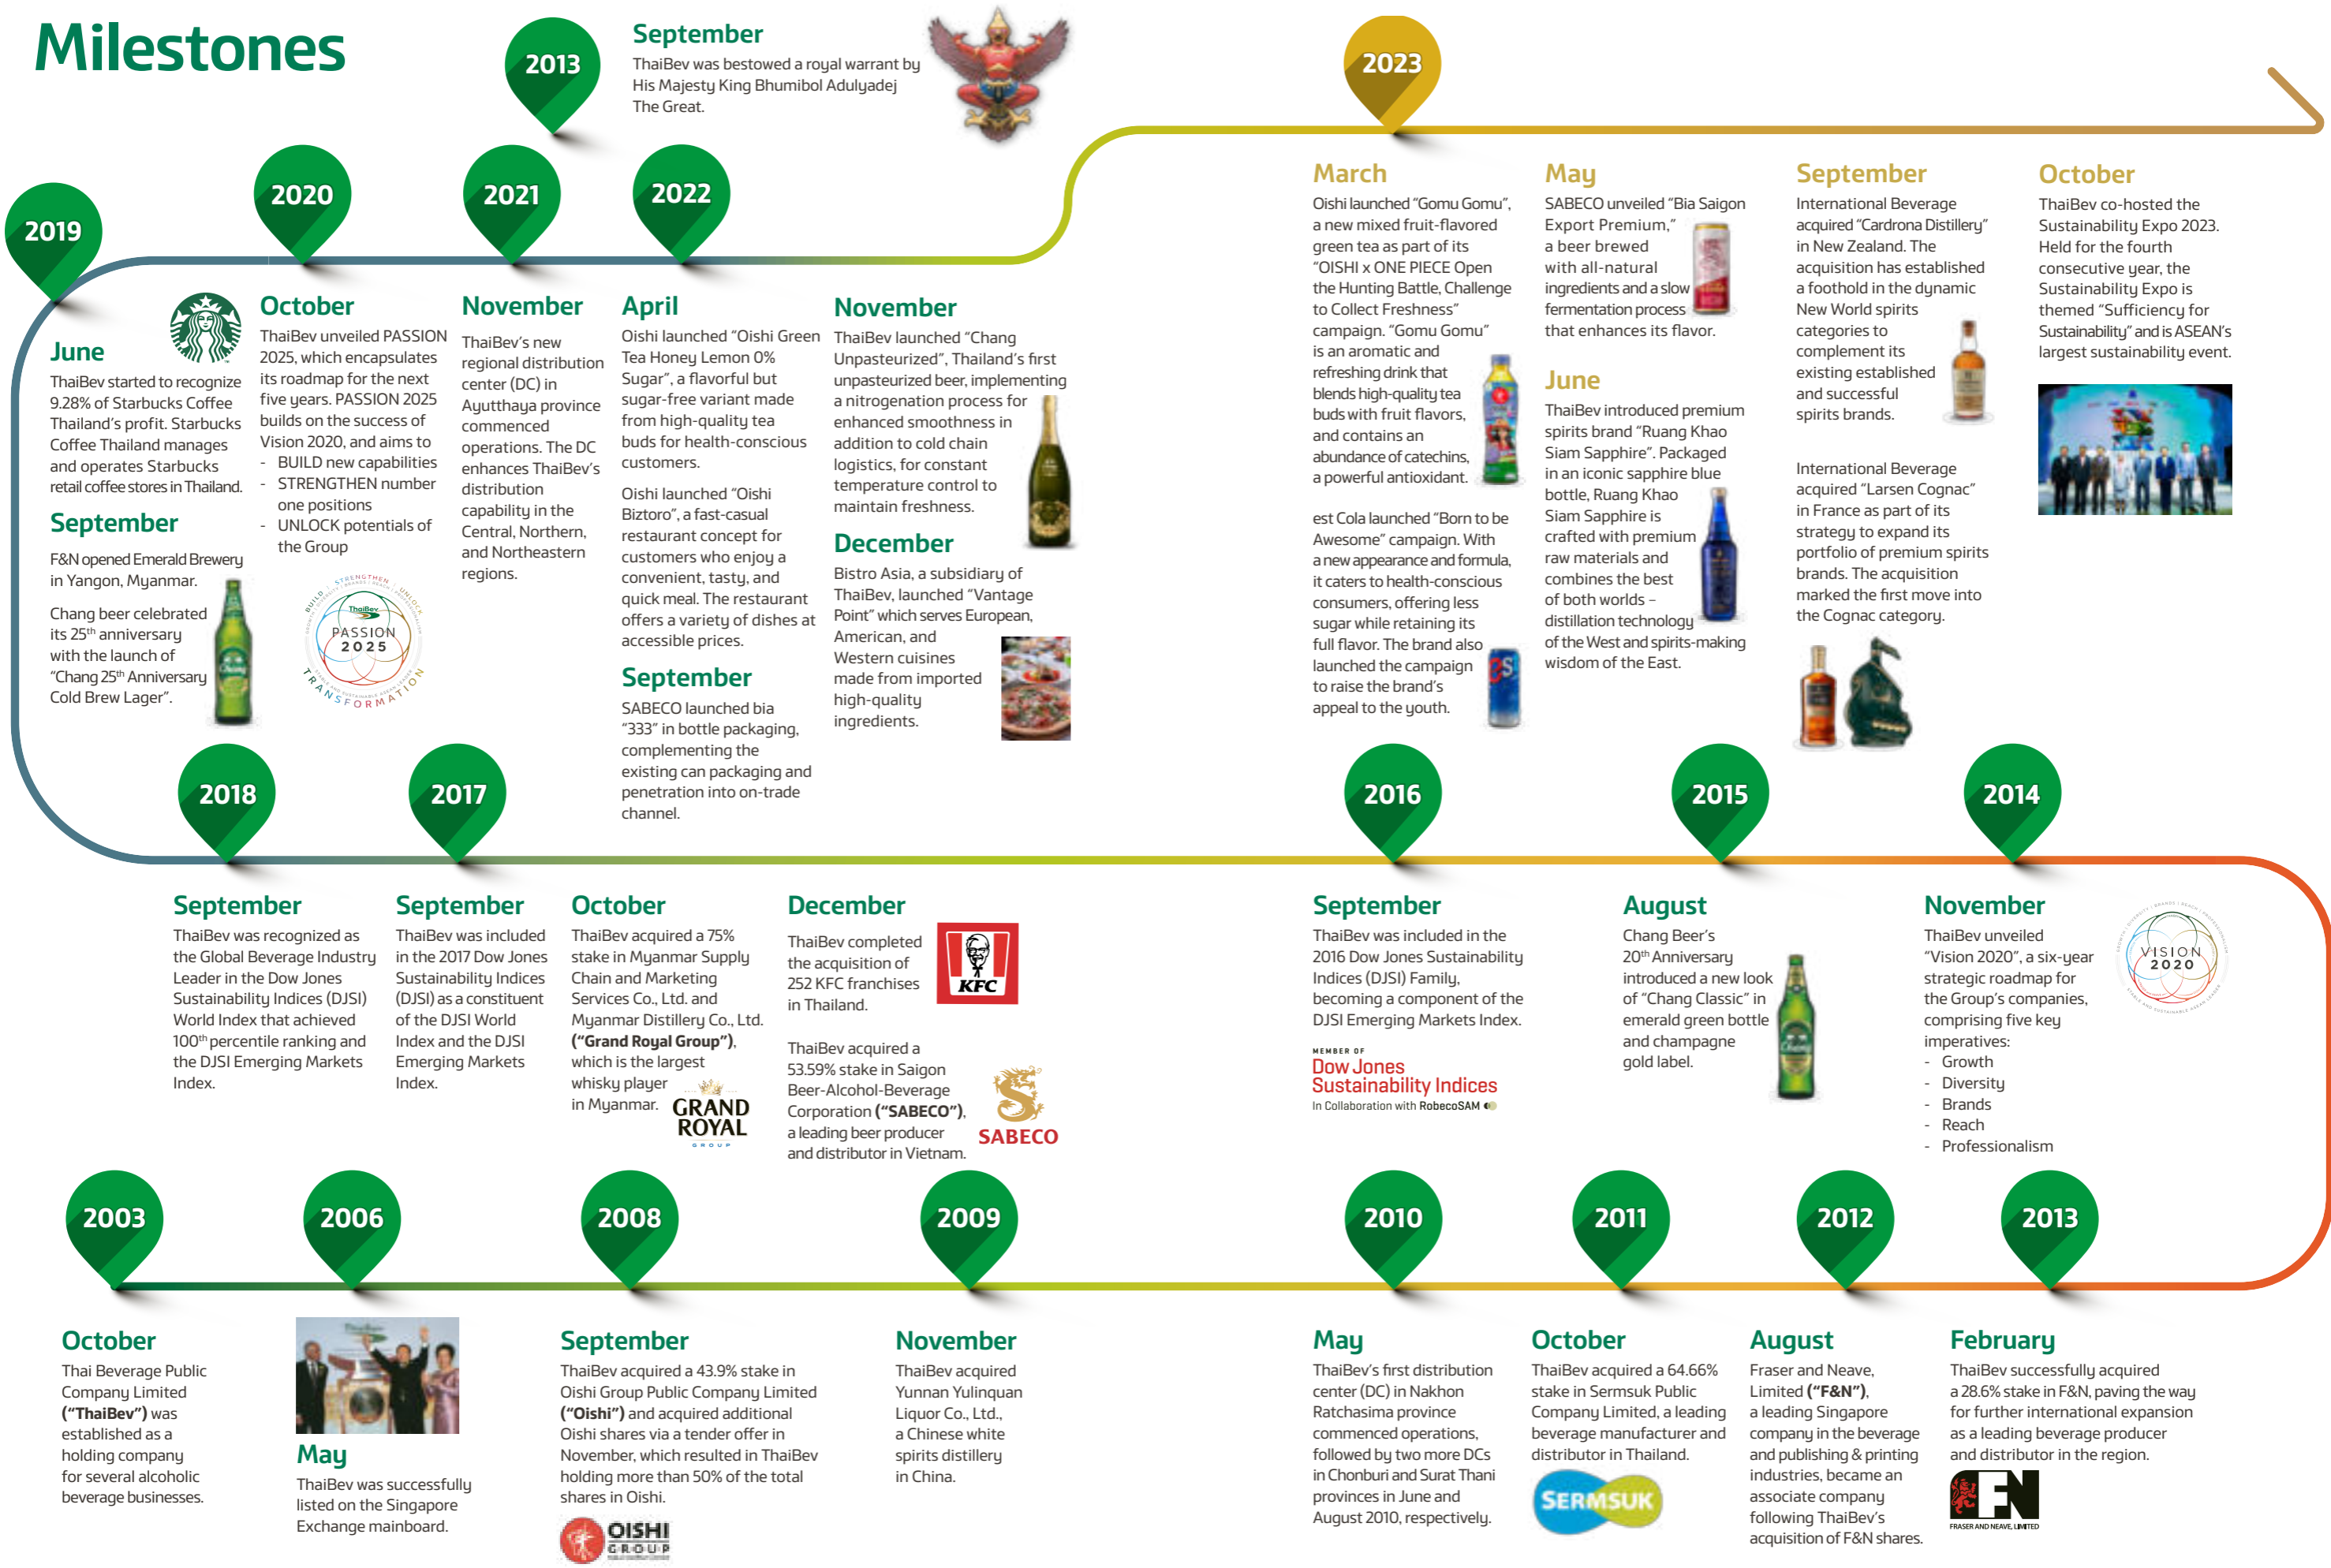 Milestones
2013
September
ThaiBev was bestowed a royal warrant by
His Majesty King Bhumibol Adulyadej
The Great.
2003
October
Thai Beverage Public
Company Limited
(“ThaiBev”) was
established as a
holding company
for several alcoholic
beverage businesses.
2006
May
ThaiBev was successfully
listed on the Singapore
Exchange mainboard.
2008
September
ThaiBev acquired a 43.9% stake in
Oishi Group Public Company Limited
(“Oishi”) and acquired additional
Oishi shares via a tender offer in
November, which resulted in ThaiBev
holding more than 50% of the total
shares in Oishi.
OISHI
GROUP
2009
November
ThaiBev acquired
Yunnan Yulinquan
Liquor Co., Ltd.,
a Chinese white
spirits distillery
in China.
2010
May
ThaiBev’s first distribution
center (DC) in Nakhon
Ratchasima province
commenced operations,
followed by two more DCs
in Chonburi and Surat Thani
provinces in June and
August 2010, respectively.
2011
October
ThaiBev acquired a 64.66%
stake in Sermsuk Public
Company Limited, a leading
beverage manufacturer and
distributor in Thailand.
SERMSUK
2012
August
Fraser and Neave,
Limited (“F&N”),
a leading Singapore
company in the beverage
and publishing & printing
industries, became an
associate company
following ThaiBev’s
acquisition of F&N shares.
2013
February
ThaiBev successfully acquired
a 28.6% stake in F&N, paving the way
for further international expansion
as a leading beverage producer
and distributor in the region.
FN
FRASER AND NEAVE, LIMITED
2014
November
ThaiBev unveiled
“Vision 2020”, a six-year
strategic roadmap for
the Group’s companies,
comprising five key
imperatives:
- Growth
- Diversity
- Brands
- Reach
- Professionalism
VISION
2020
2015
August
Chang Beer’s
20th Anniversary
introduced a new look
of “Chang Classic” in
emerald green bottle
and champagne
gold label.
2016
September
ThaiBev was included in the
2016 Dow Jones Sustainability
Indices (DJSI) Family,
becoming a component of the
DJSI Emerging Markets Index.
MEMBER OF
Dow Jones
Sustainability Indices
In Collaboration with RobecoSAM
2017
September
ThaiBev was included
in the 2017 Dow Jones
Sustainability Indices
(DJSI) as a constituent
of the DJSI World
Index and the DJSI
Emerging Markets
Index.
October
ThaiBev acquired a 75%
stake in Myanmar Supply
Chain and Marketing
Services Co., Ltd. and
Myanmar Distillery Co., Ltd.
(“Grand Royal Group”),
which is the largest
whisky player
in Myanmar.
GRAND
ROYAL
GROUP
December
ThaiBev completed
the acquisition of
252 KFC franchises
in Thailand.
KFC
ThaiBev acquired a
53.59% stake in Saigon
Beer-Alcohol-Beverage
Corporation (“SABECO”),
a leading beer producer
and distributor in Vietnam.
SABECO
2018
September
ThaiBev was recognized as
the Global Beverage Industry
Leader in the Dow Jones
Sustainability Indices (DJSI)
World Index that achieved
100th percentile ranking and
the DJSI Emerging Markets
Index.
2019
June
ThaiBev started to recognize
9.28% of Starbucks Coffee
Thailand’s profit. Starbucks
Coffee Thailand manages
and operates Starbucks
retail coffee stores in Thailand.
September
F&N opened Emerald Brewery
in Yangon, Myanmar.
Chang beer celebrated
its 25th anniversary
with the launch of
“Chang 25th Anniversary
Cold Brew Lager”.
2020
October
ThaiBev unveiled PASSION
2025, which encapsulates
its roadmap for the next
five years. PASSION 2025
builds on the success of
Vision 2020, and aims to
- BUILD new capabilities
- STRENGTHEN number
one positions
- UNLOCK potentials of
the Group
BUILD STRENGTHEN UNLOCK
ThaiBev
PASSION
2025
TRANSFORMATION
2021
November
ThaiBev’s new
regional distribution
center (DC) in
Ayutthaya province
commenced
operations. The DC
enhances ThaiBev’s
distribution
capability in the
Central, Northern,
and Northeastern
regions.
2022
April
Oishi launched “Oishi Green
Tea Honey Lemon 0%
Sugar”, a flavorful but
sugar-free variant made
from high-quality tea
buds for health-conscious
customers.
Oishi launched “Oishi
Biztoro”, a fast-casual
restaurant concept for
customers who enjoy a
convenient, tasty, and
quick meal. The restaurant
offers a variety of dishes at
accessible prices.
September
SABECO launched bia
“333” in bottle packaging,
complementing the
existing can packaging and
penetration into on-trade
channel.
November
ThaiBev launched “Chang
Unpasteurized”, Thailand’s first
unpasteurized beer, implementing
a nitrogenation process for
enhanced smoothness in
addition to cold chain
logistics, for constant
temperature control to
maintain freshness.
December
Bistro Asia, a subsidiary of
ThaiBev, launched “Vantage
Point” which serves European,
American, and
Western cuisines
made from imported
high-quality
ingredients.
2023
March
Oishi launched “Gomu Gomu”,
a new mixed fruit-flavored
green tea as part of its
“OISHI x ONE PIECE Open
the Hunting Battle, Challenge
to Collect Freshness”
campaign. “Gomu Gomu”
is an aromatic and
refreshing drink that
blends high-quality tea
buds with fruit flavors,
and contains an
abundance of catechins,
a powerful antioxidant.
est Cola launched “Born to be
Awesome” campaign. With
a new appearance and formula,
it caters to health-conscious
consumers, offering less
sugar while retaining its
full flavor. The brand also
launched the campaign
to raise the brand’s
appeal to the youth.
May
SABECO unveiled “Bia Saigon
Export Premium,”
a beer brewed
with all-natural
ingredients and a slow
fermentation process
that enhances its flavor.
June
ThaiBev introduced premium
spirits brand “Ruang Khao
Siam Sapphire”. Packaged
in an iconic sapphire blue
bottle, Ruang Khao
Siam Sapphire is
crafted with premium
raw materials and
combines the best
of both worlds –
distillation technology
of the West and spirits-making
wisdom of the East.
September
International Beverage
acquired “Cardrona Distillery”
in New Zealand. The
acquisition has established
a foothold in the dynamic
New World spirits
categories to
complement its
existing established
and successful
spirits brands.
International Beverage
acquired “Larsen Cognac”
in France as part of its
strategy to expand its
portfolio of premium spirits
brands. The acquisition
marked the first move into
the Cognac category.
October
ThaiBev co-hosted the
Sustainability Expo 2023.
Held for the fourth
consecutive year, the
Sustainability Expo is
themed “Sufficiency for
Sustainability” and is ASEAN’s
largest sustainability event.